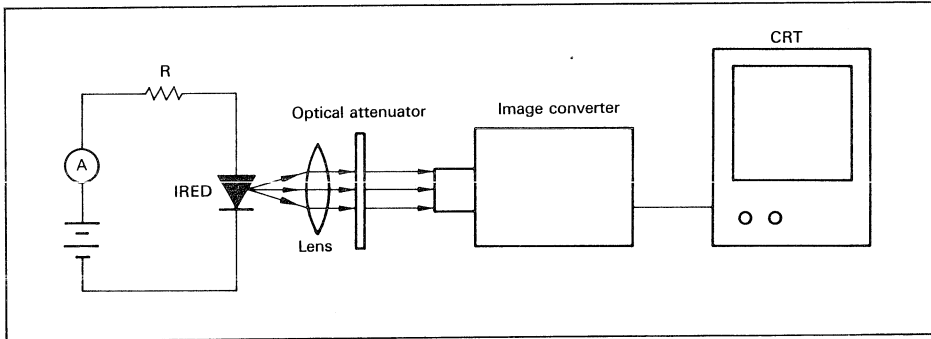 CRT
R
Optical attenuator
Image converter
A
IRED
Lens